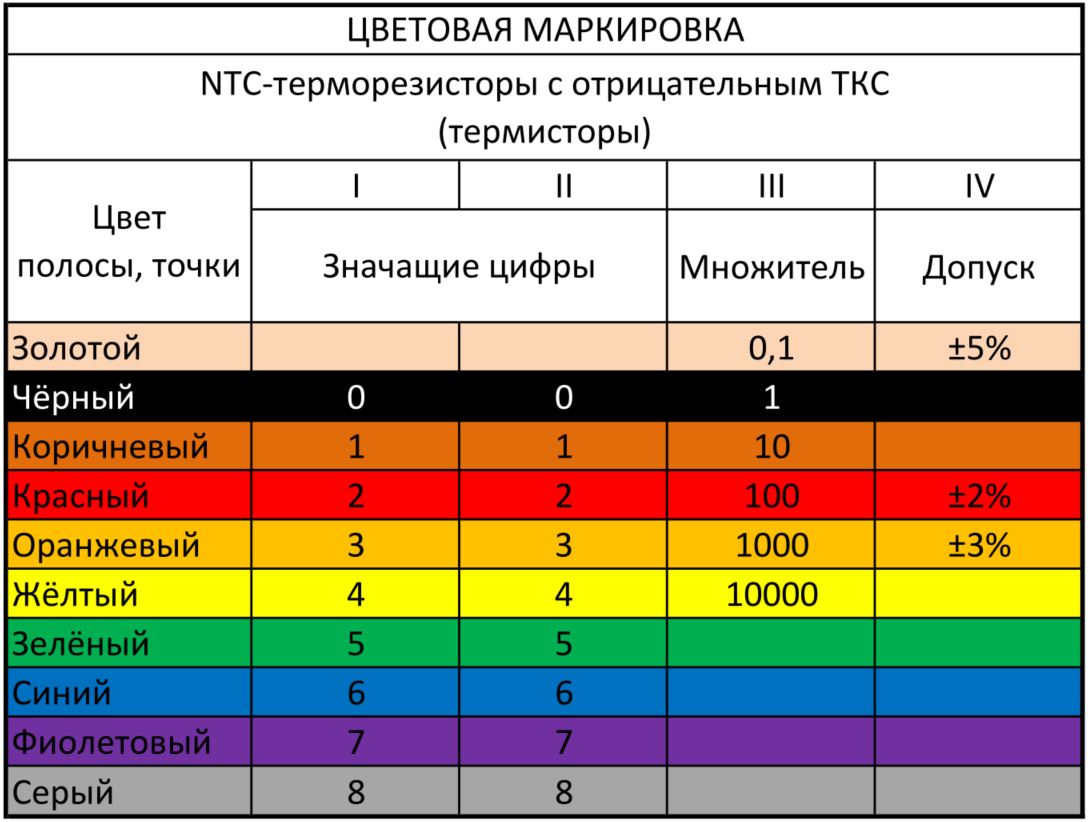 ЦВЕТОВАЯ МАРКИРОВКА
NTC-терморезисторы с отрицательным ТКС
(термисторы)
Цвет
полосы, точки
I II III IV
Значащие цифры Множитель Допуск
Золотой 0,1 ±5%
Чёрный 0 0 1
Коричневый 1 1 10
Красный 2 2 100 ±2%
Оранжевый 3 3 1000 ±3%
Жёлтый 4 4 10000
Зелёный 5 5
Синий 6 6
Фиолетовый 7 7
Серый 8 8